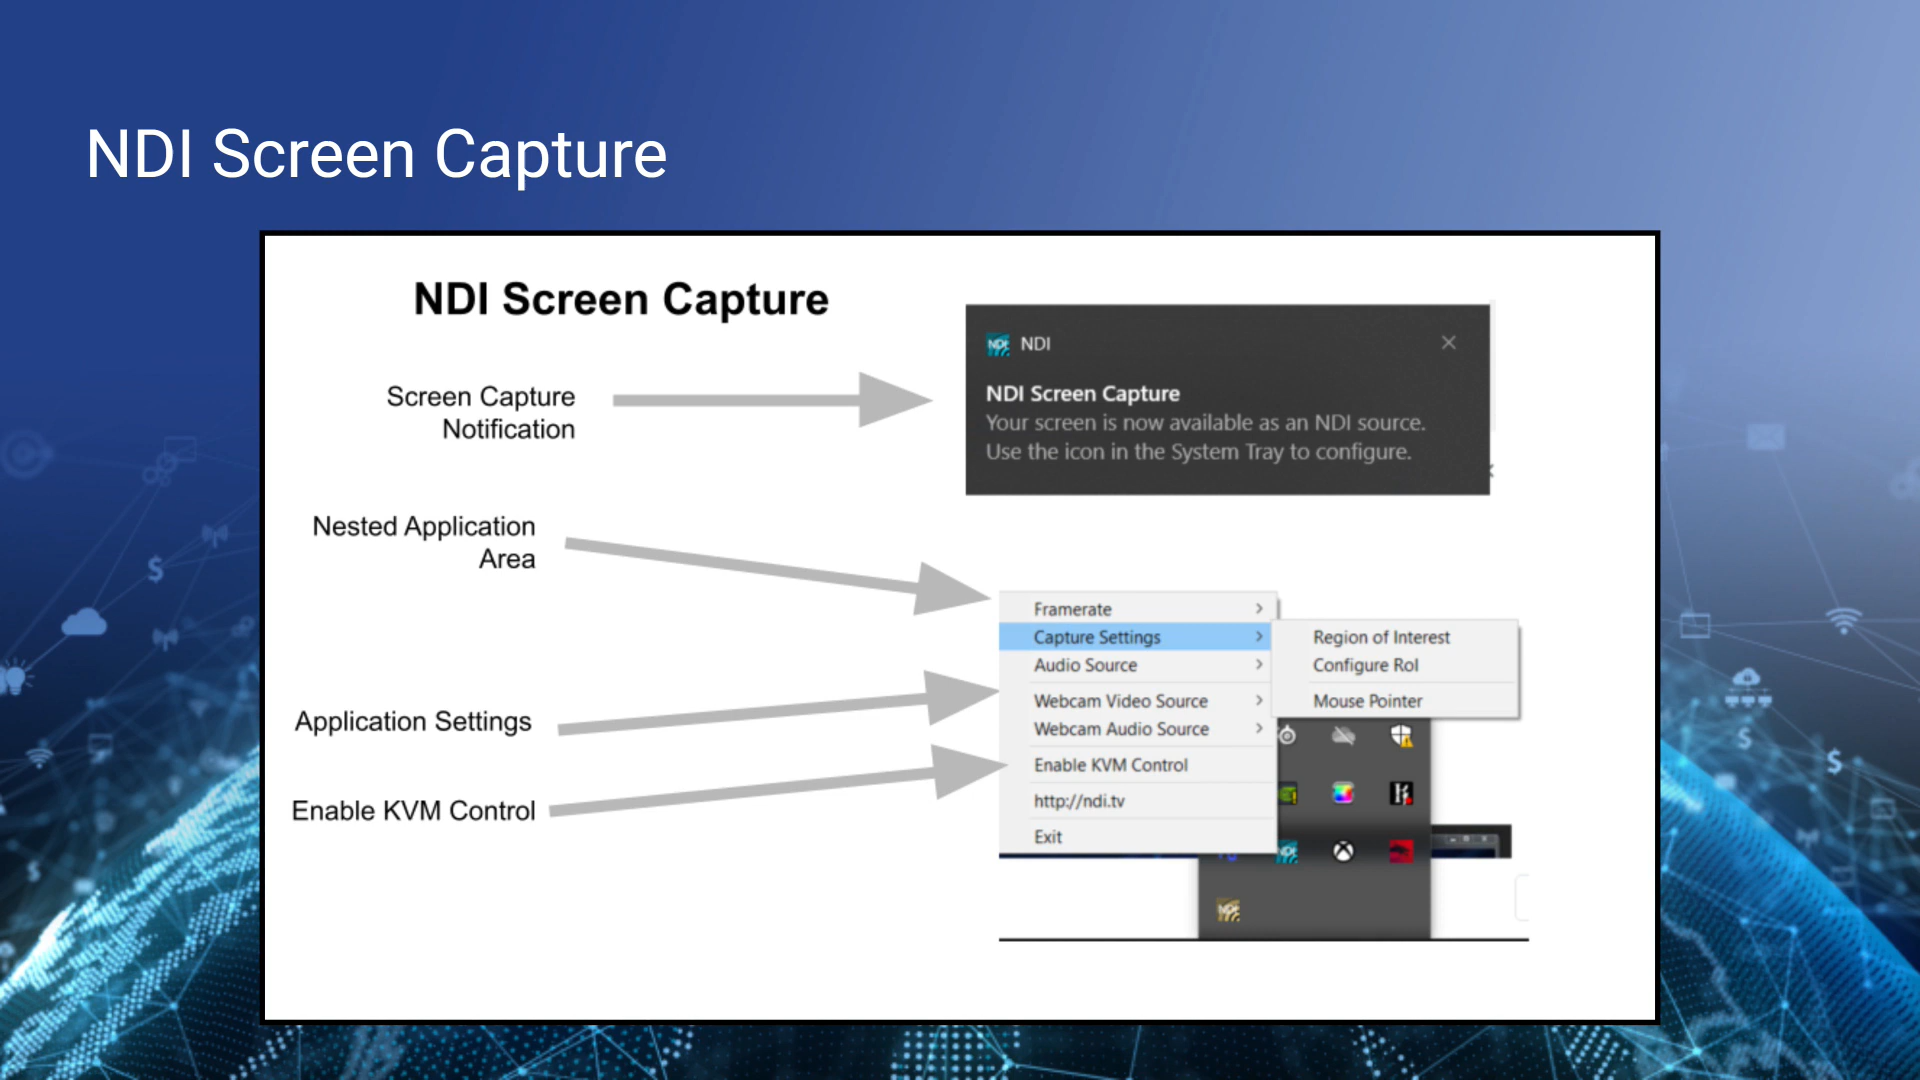 NDI Screen Capture
NDI Screen Capture
Screen Capture
Notification
NDI NDI
NDI Screen Capture
Your screen is now available as an NDI source.
Use the icon in the System Tray to configure.
Nested Application
Area
Application Settings
Enable KVM Control
Framerate
Capture Settings
Audio Source
Webcam Video Source
Webcam Audio Source
Enable KVM Control
http://ndi.tv
Exit
Region of Interest
Configure RoI
Mouse Pointer
NDI
NDI